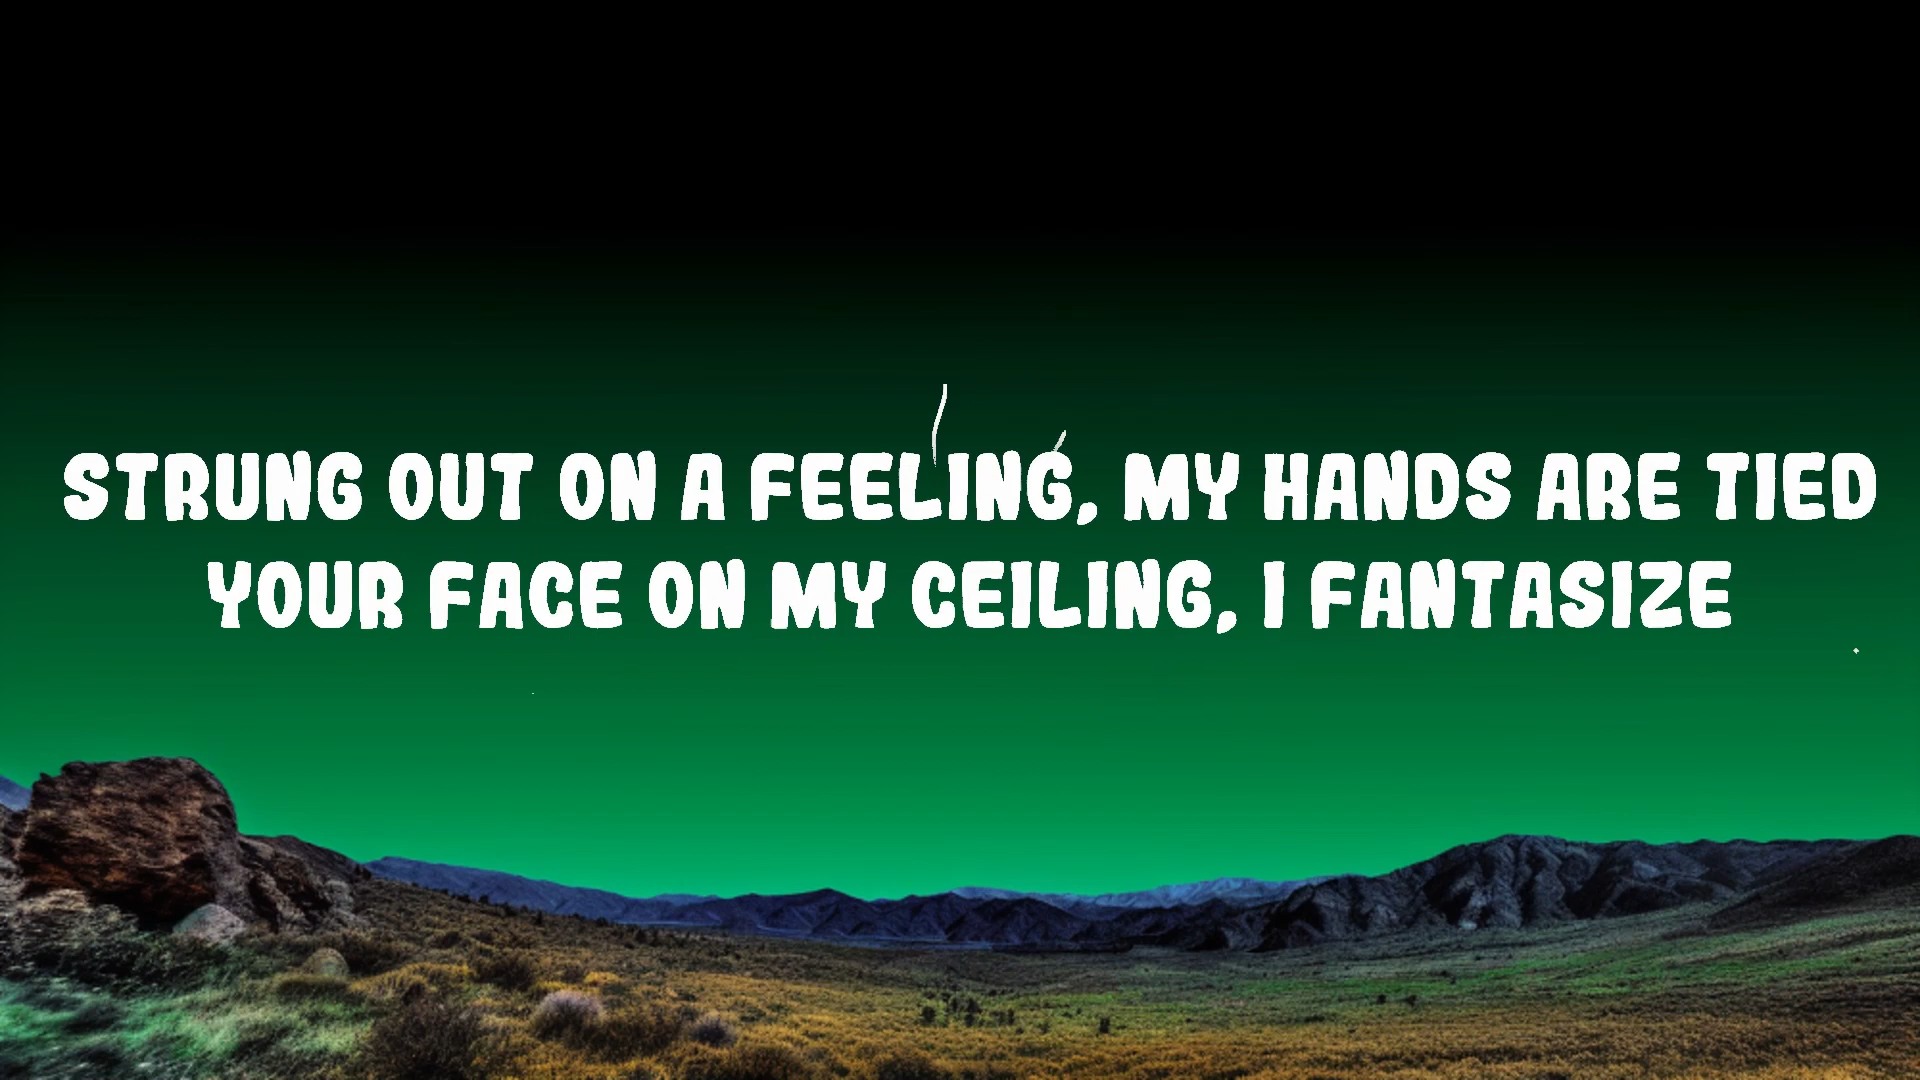 STRUNG OUT ON A FEELING, MY HANDS ARE TIED
YOUR FACE ON MY CEILING, I FANTASIZE